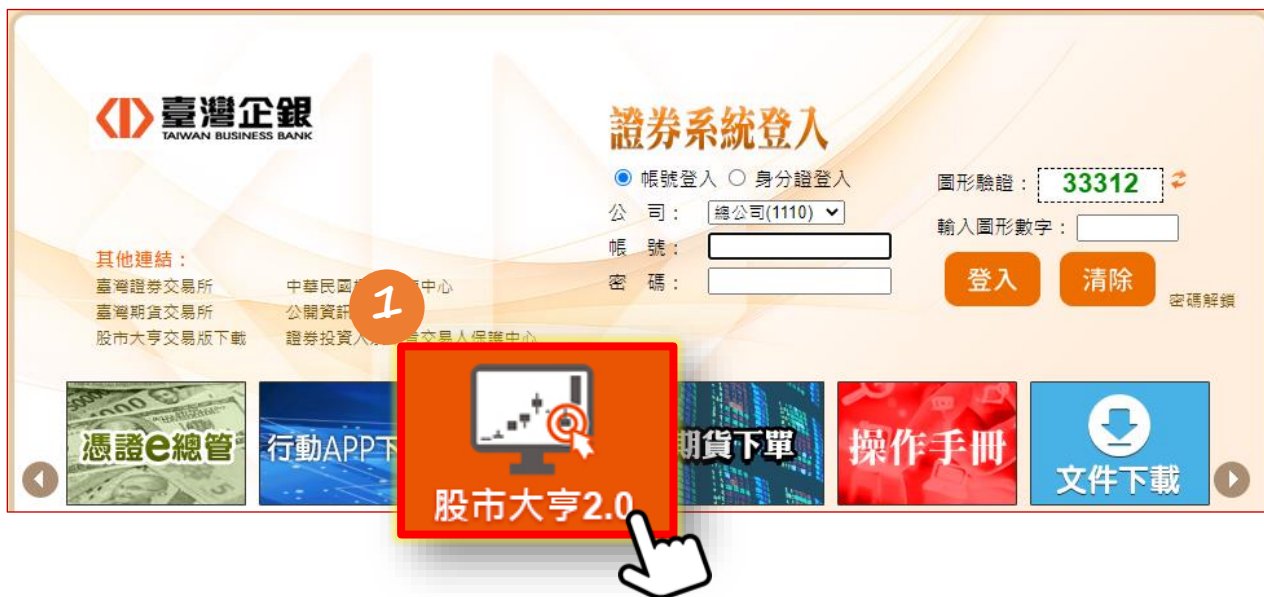 臺灣企銀
TAIWAN BUSINESS BANK
證券系統登入
帳號登入 身分證登入
公 司： 總公司(1110)
帳 號：
密 碼：
圖形驗證： 33312
輸入圖形數字：
登入 清除 密碼解鎖
其他連結：
臺灣證券交易所 中華民國 中心
臺灣期貨交易所 公開資訊
股市大亨交易版下載 證券投資人 交易人保護中心
1
憑證e總管
行動APP下
股市大亨2.0
期貨下單
操作手冊
文件下載